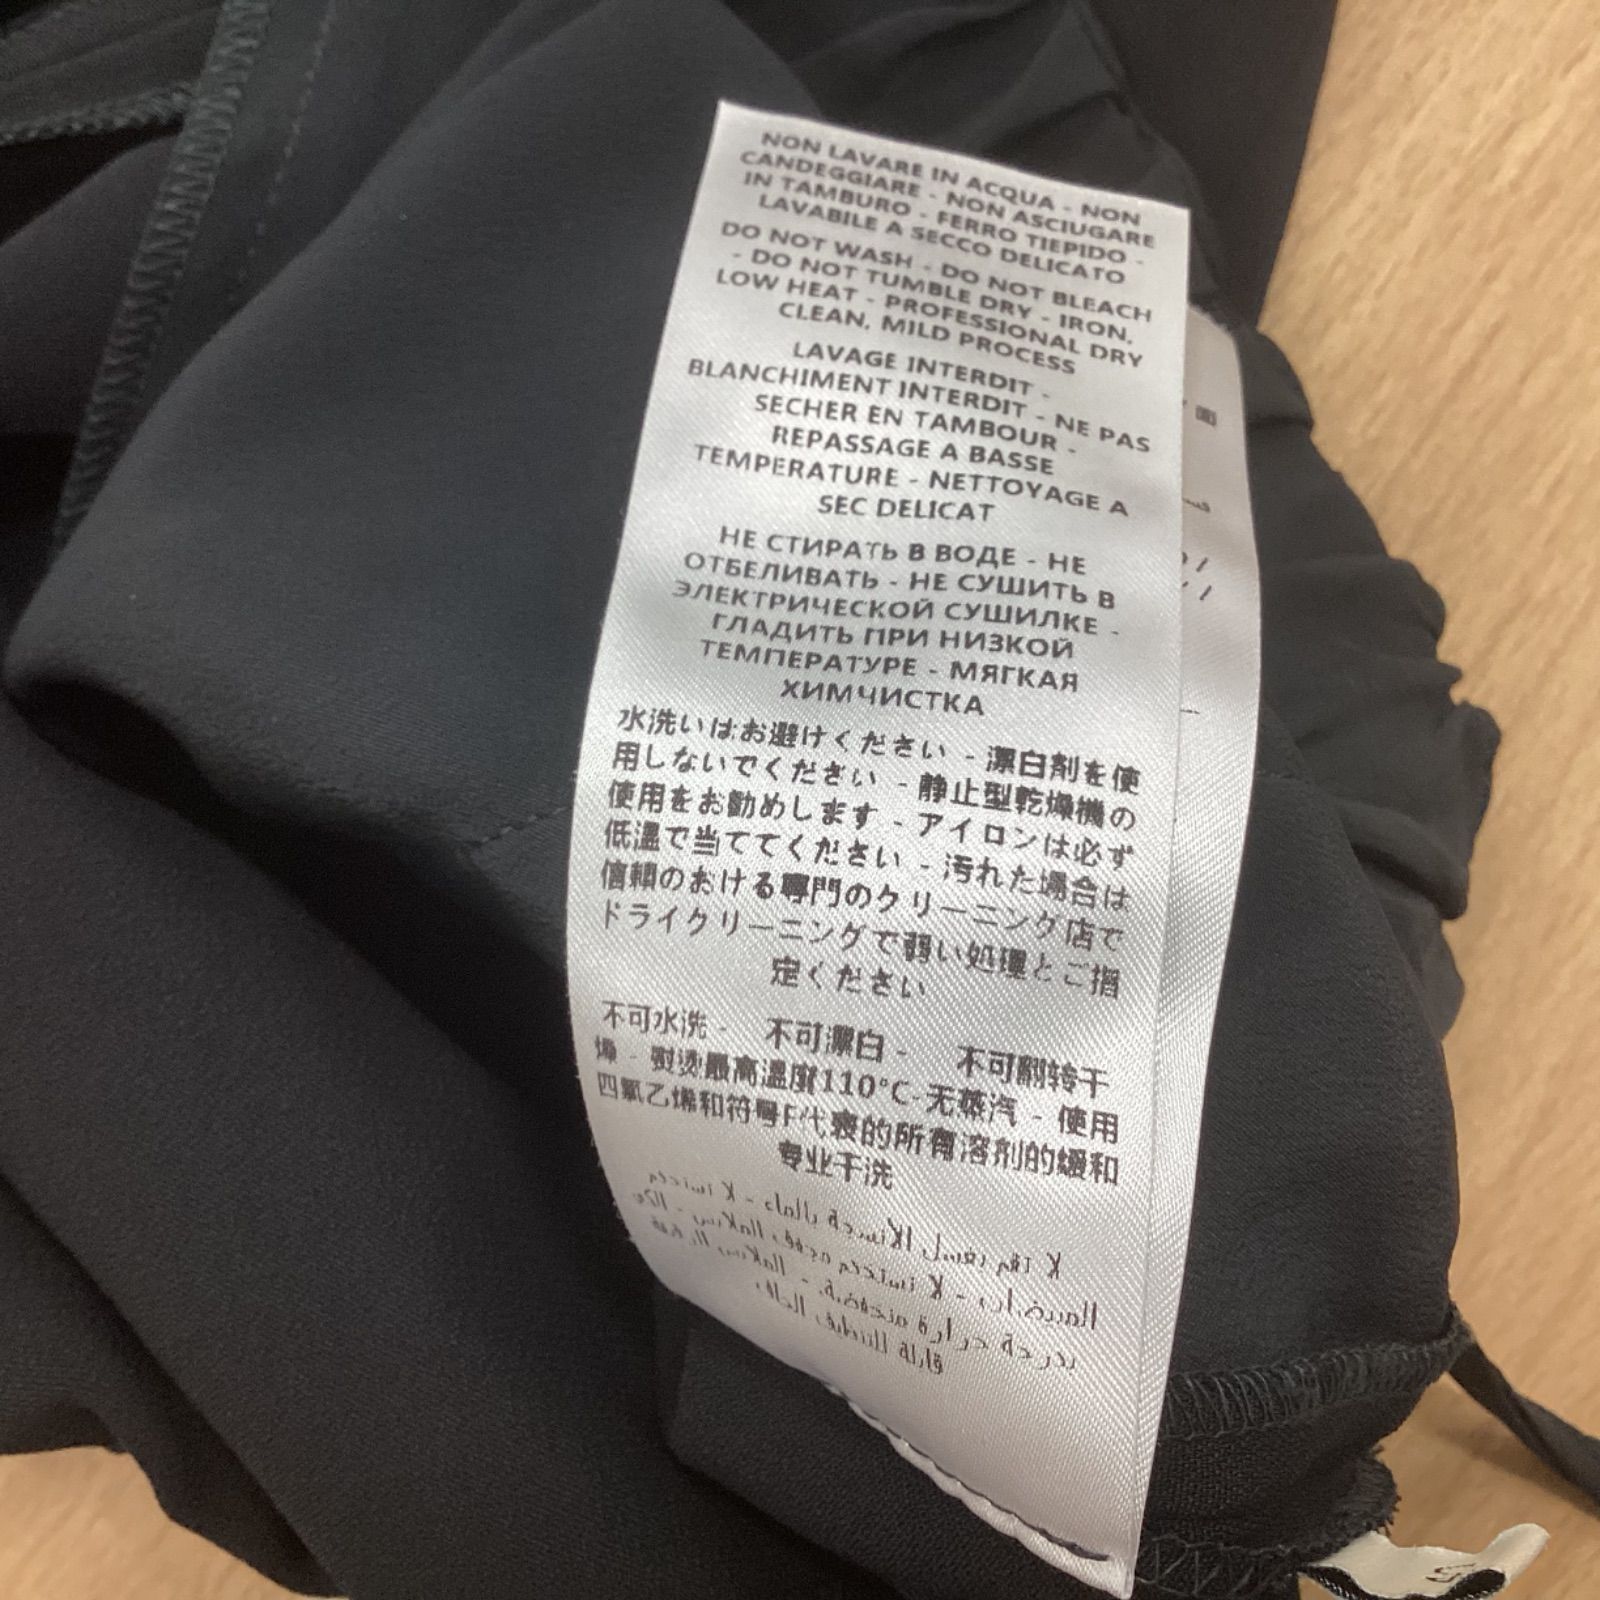 NON LAVARE IN ACQUA - NON
CANDEGGIARE - NON ASCIUGARE
IN TAMBURO - FERRO TIEPIDO -
LAVABILE A SECCO DELICATO
DO NOT WASH - DO NOT BLEACH
- DO NOT TUMBLE DRY - IRON,
LOW HEAT - PROFESSIONAL DRY
CLEAN, MILD PROCESS
LAVAGE INTERDIT -
BLANCHIMENT INTERDIT - NE PAS
SECHER EN TAMBOUR -
REPASSAGE A BASSE
TEMPERATURE - NETTOYAGE A
SEC DELICAT
НЕ СТИРАТЬ В ВОДЕ - НЕ
ОТБЕЛИВАТЬ - НЕ СУШИТЬ В
ЭЛЕКТРИЧЕСКОЙ СУШИЛКЕ -
ГЛАДИТЬ ПРИ НИЗКОЙ
ТЕМПЕРАТУРЕ - МЯГКАЯ
ХИМЧИСТКА
水洗いはお避けください - 漂白剤を使
用しないでください - 静止型乾燥機の
使用をお勧めします - アイロンは必ず
低温で当ててください - 汚れた場合は
信頼のおける専門のクリーニング店で
ドライクリーニングで弱い処理とご指
定ください
不可水洗 - 不可漂白 - 不可翻转干
燥 - 熨烫最高温度110°C-无蒸汽 - 使用
四氯乙烯和符号F代表的所有溶剂的缓和
专业干洗